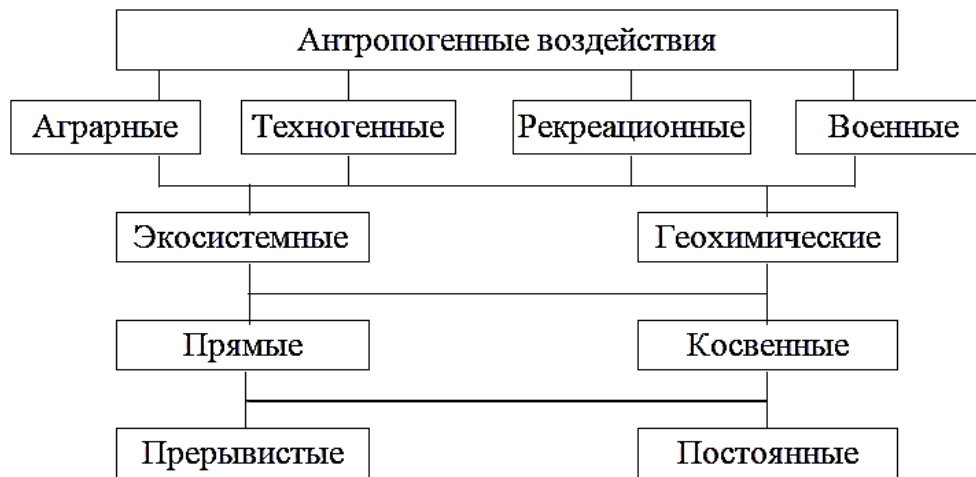 Антропогенные воздействия
Аграрные
Техногенные
Рекреационные
Военные
Экосистемные
Геохимические
Прямые
Косвенные
Прерывистые
Постоянные